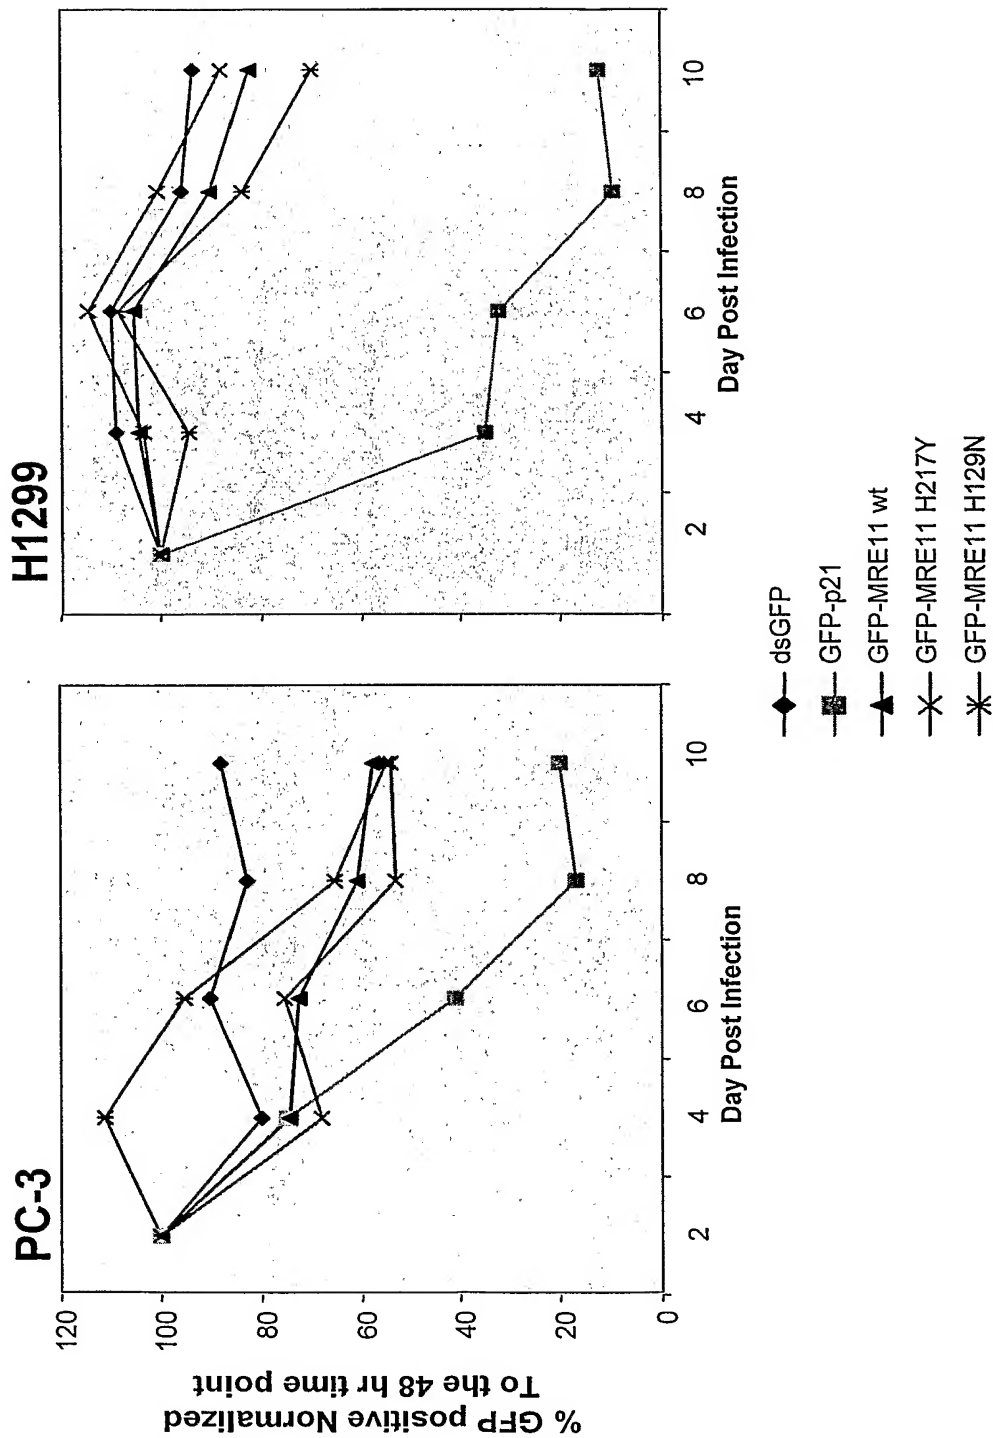 PC-3
H1299
% GFP positive Normalized
To the 48 hr time point
120
100
80
60
40
20
0
2
4
6
8
10
Day Post Infection
2
4
6
8
10
Day Post Infection
dsGFP
GFP-p21
GFP-MRE11 wt
GFP-MRE11 H217Y
GFP-MRE11 H129N